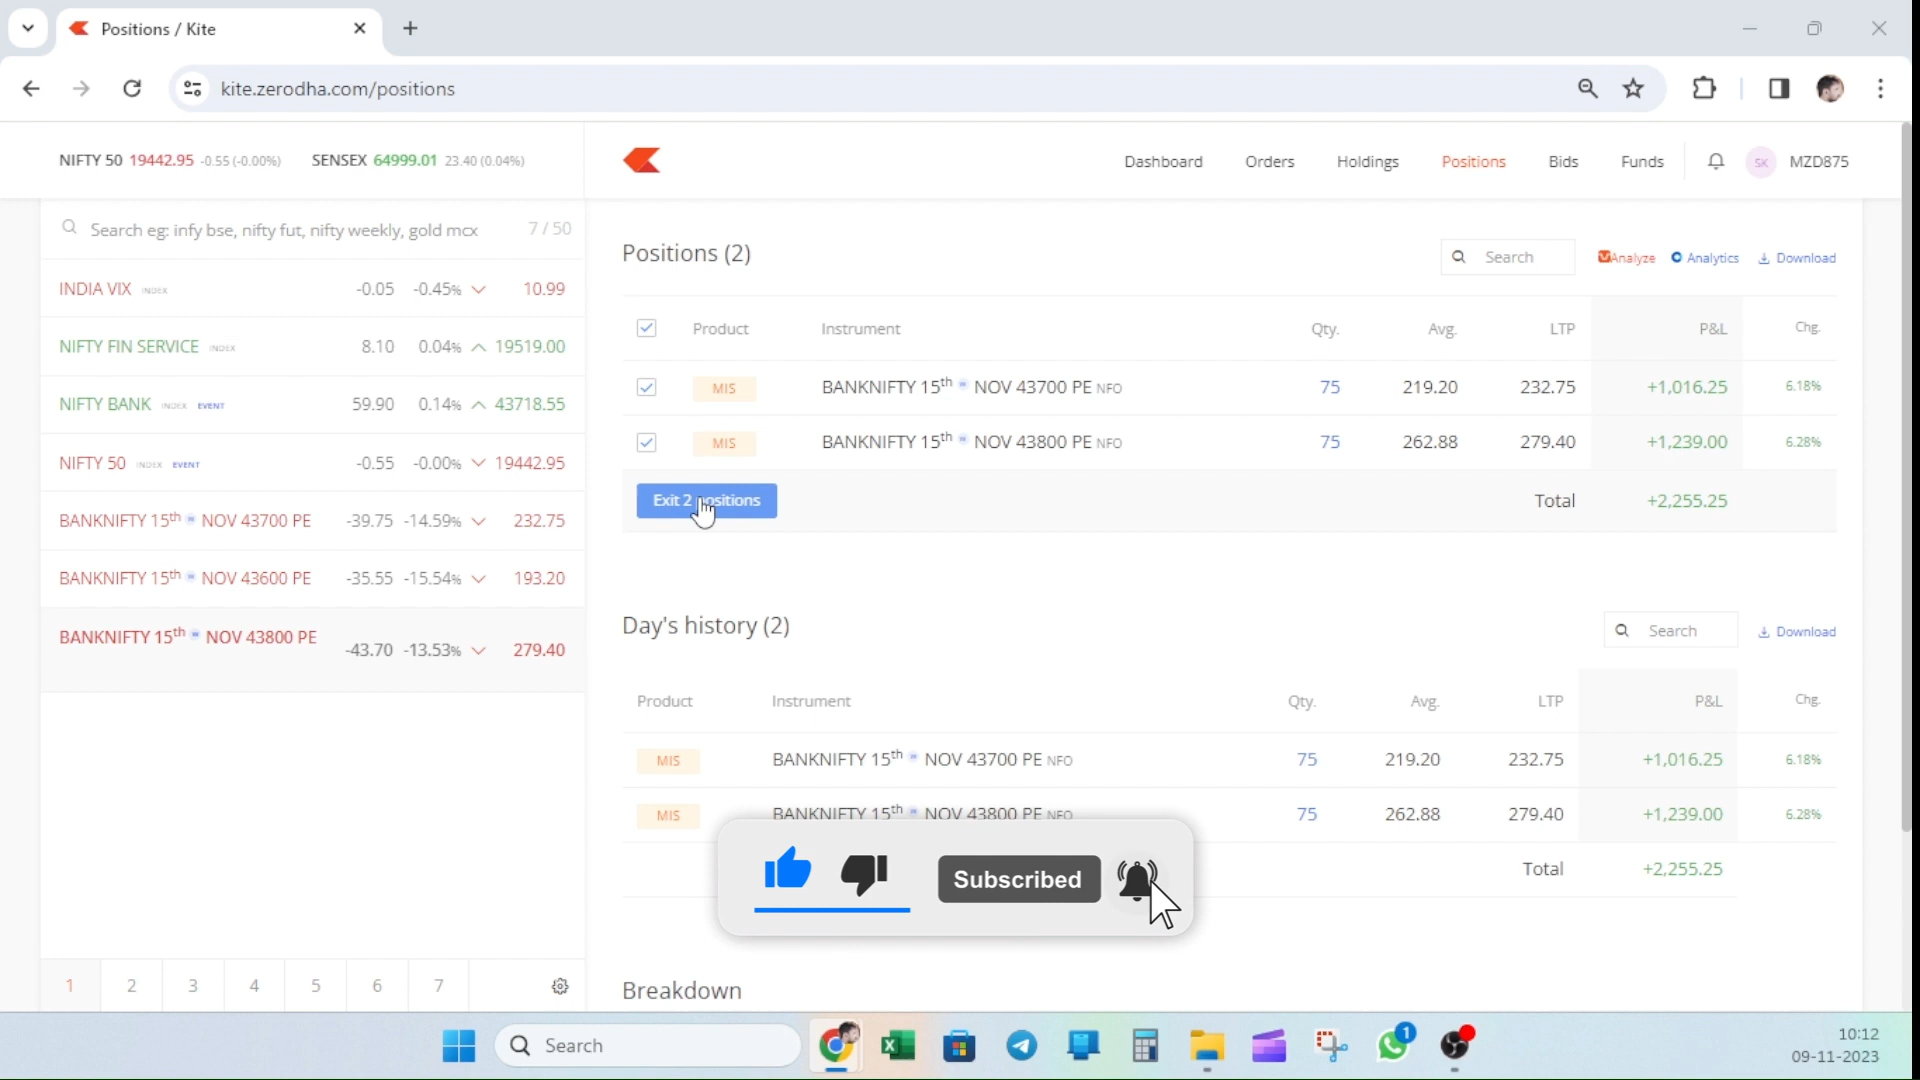 Positions / Kite
kite.zerodha.com/positions
NIFTY 50 19442.95 -0.55 (-0.00%) SENSEX 64999.01 23.40 (0.04%)
Dashboard Orders Holdings Positions Bids Funds SK MZD875
Search eg: infy bse, nifty fut, nifty weekly, gold mcx 7 / 50
INDIA VIX INDEX -0.05 -0.45% 10.99
NIFTY FIN SERVICE INDEX 8.10 0.04% 19519.00
NIFTY BANK INDEX EVENT 59.90 0.14% 43718.55
NIFTY 50 INDEX EVENT -0.55 -0.00% 19442.95
BANKNIFTY 15th w NOV 43700 PE -39.75 -14.59% 232.75
BANKNIFTY 15th w NOV 43600 PE -35.55 -15.54% 193.20
BANKNIFTY 15th w NOV 43800 PE -43.70 -13.53% 279.40
1 2 3 4 5 6 7
Positions (2) Search Analyze Analytics Download
Product Instrument Qty. Avg. LTP P&L Chg.
MIS BANKNIFTY 15th w NOV 43700 PE NFO 75 219.20 232.75 +1,016.25 6.18%
MIS BANKNIFTY 15th w NOV 43800 PE NFO 75 262.88 279.40 +1,239.00 6.28%
Exit 2 positions Total +2,255.25
Day's history (2) Search Download
Product Instrument Qty. Avg. LTP P&L Chg.
MIS BANKNIFTY 15th w NOV 43700 PE NFO 75 219.20 232.75 +1,016.25 6.18%
MIS BANKNIFTY 15th w NOV 43800 PE NFO 75 262.88 279.40 +1,239.00 6.28%
Total +2,255.25
Subscribed
Breakdown
Search
1
10:12
09-11-2023